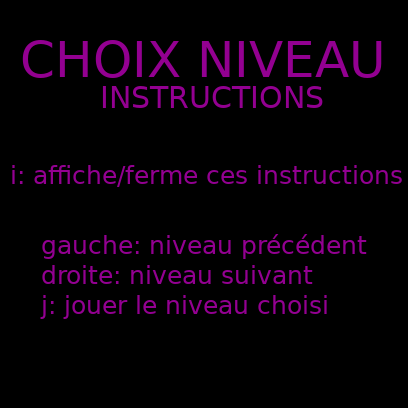 CHOIX NIVEAU
INSTRUCTIONS
i: affiche/ferme ces instructions
gauche: niveau précédent
droite: niveau suivant
j: jouer le niveau choisi